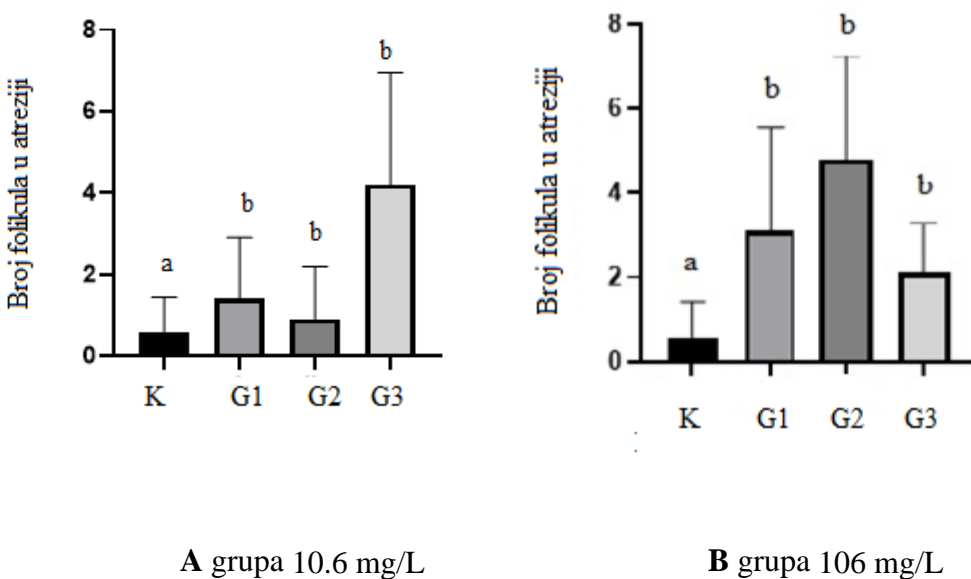 Broj folikula u atreziji
8
6
4
2
0
a
b
b
b
K G1 G2 G3
Broj folikula u atreziji
8
6
4
2
0
a
b
b
b
K G1 G2 G3
A grupa 10.6 mg/L
B grupa 106 mg/L